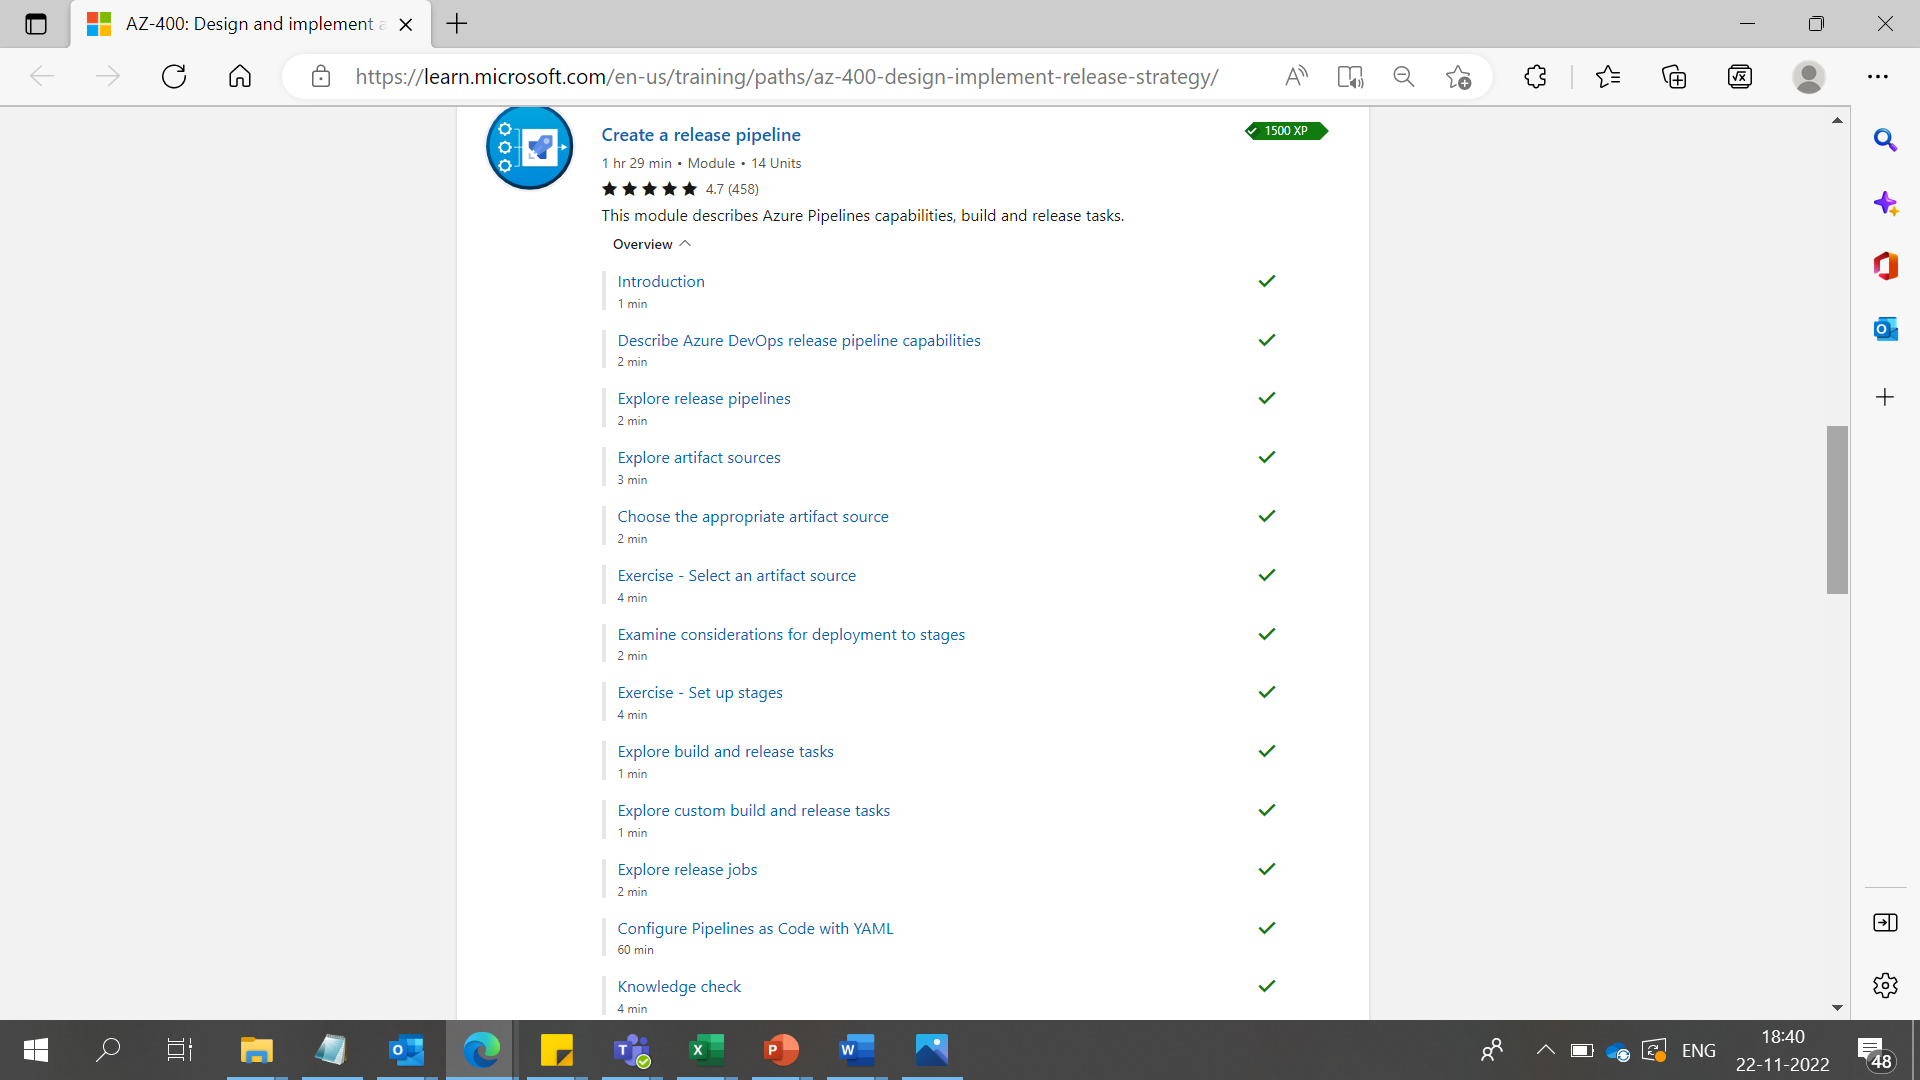 AZ-400: Design and implement a
https://learn.microsoft.com/en-us/training/paths/az-400-design-implement-release-strategy/
Create a release pipeline
1500 XP
1 hr 29 min • Module • 14 Units
4.7 (458)
This module describes Azure Pipelines capabilities, build and release tasks.
Overview
Introduction
1 min
Describe Azure DevOps release pipeline capabilities
2 min
Explore release pipelines
2 min
Explore artifact sources
3 min
Choose the appropriate artifact source
2 min
Exercise - Select an artifact source
4 min
Examine considerations for deployment to stages
2 min
Exercise - Set up stages
4 min
Explore build and release tasks
1 min
Explore custom build and release tasks
1 min
Explore release jobs
2 min
Configure Pipelines as Code with YAML
60 min
Knowledge check
4 min
ENG
18:40
22-11-2022
48